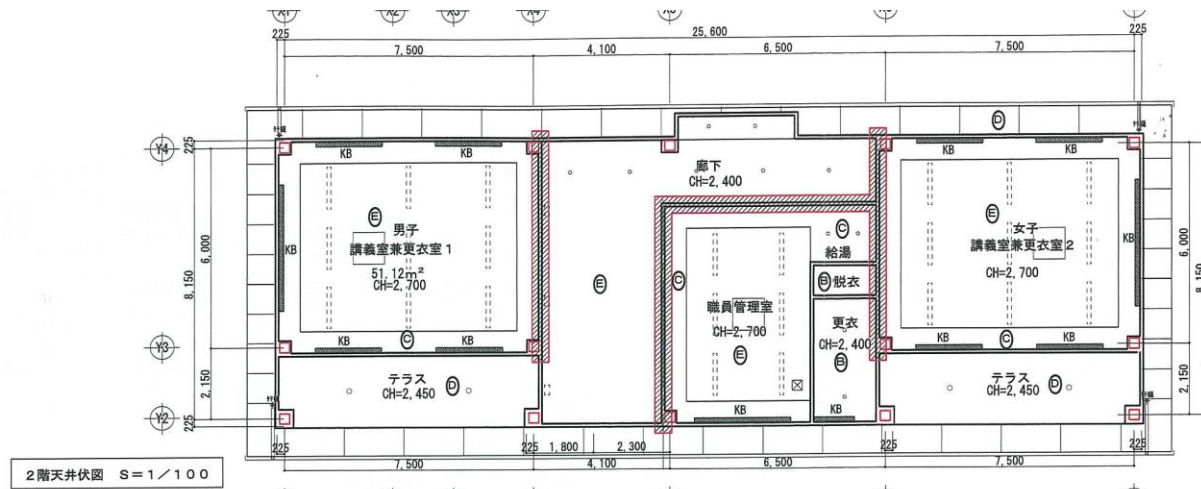 X4
225
25,600
225
7,500
4,100
6,500
7,500
Y4
225
KB
KB
廊下
CH=2,400
D
KB
KB
225
E
男子
講義室兼更衣室1
51.12m²
CH=2,700
KB
C
給湯
E
女子
講義室兼更衣室2
CH=2,700
KB
6,000
8,150
E
C
B
脱衣
職員管理室
CH=2,700
E
更衣
CH=2,400
B
6,000
8,150
KB
C
KB
KB
C
KB
Y3
2,150
テラス
CH=2,450
D
テラス
CH=2,450
D
2,150
Y2
225
KB
KB
225
225
225
1,800
2,300
225
225
7,500
4,100
6,500
7,500
2階天井伏図 S=1/100